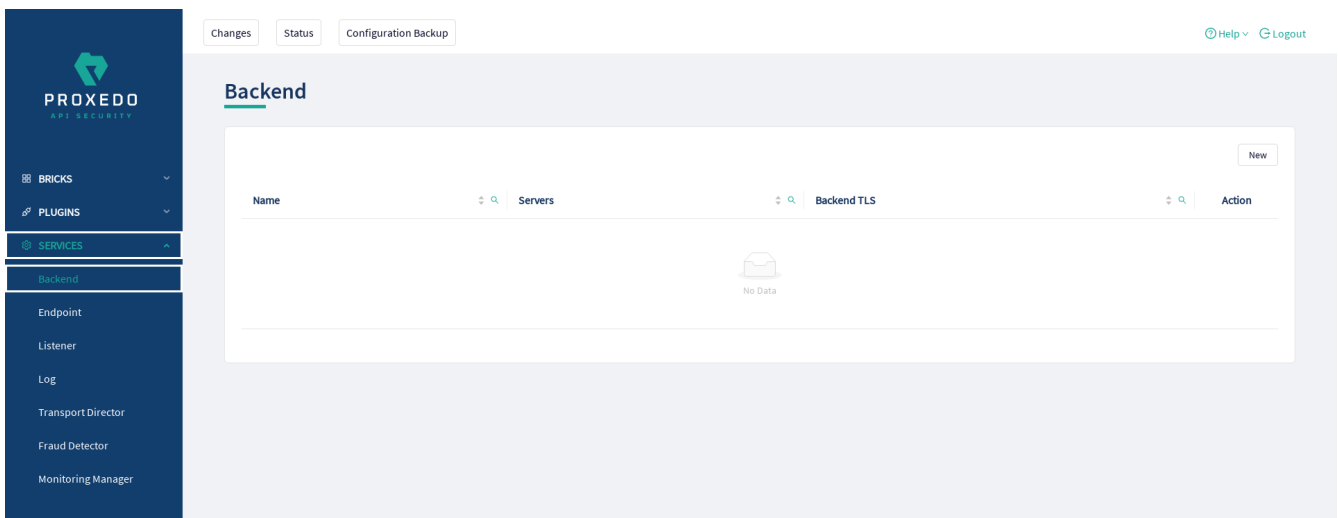 Changes Status Configuration Backup Help Logout
PROXEDO
API SECURITY
Backend
New
BRICKS
PLUGINS
SERVICES
Backend
Endpoint
Listener
Log
Transport Director
Fraud Detector
Monitoring Manager
Name Servers Backend TLS Action
No Data